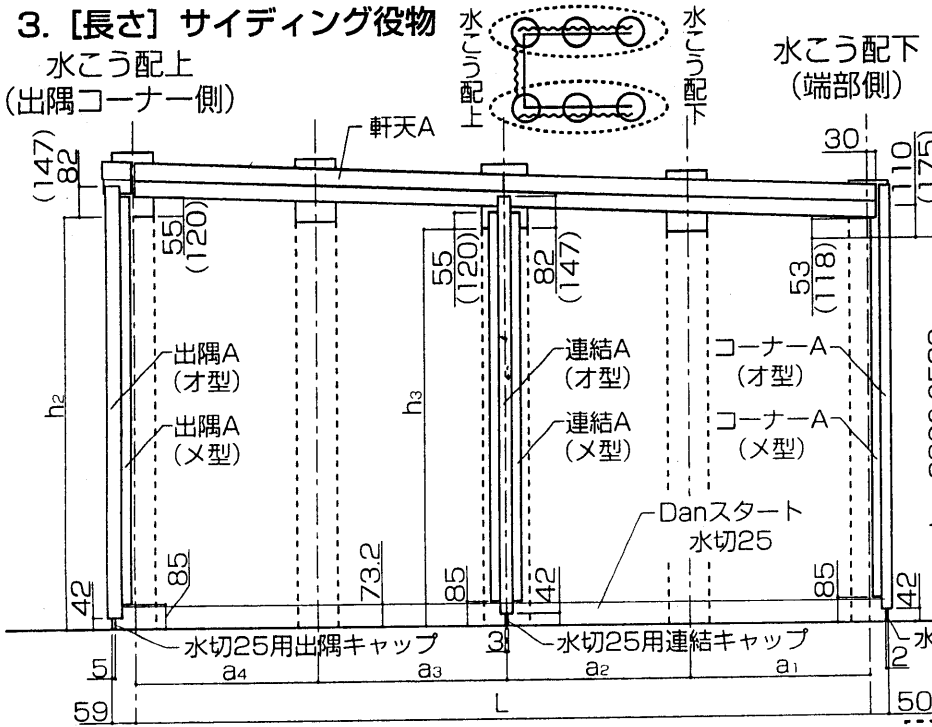 3. [長さ] サイディング役物
水こう配上
(出隅コーナー側)
水こう配上
水こう配下
水こう配下
(端部側)
軒天A
(147)
82
30
110
(175)
55
(120)
55
(120)
82
(147)
53
(118)
h2
h3
出隅A
(オ型)
出隅A
(メ型)
連結A
(オ型)
連結A
(メ型)
コーナーA
(オ型)
コーナーA
(メ型)
Danスタート
水切25
42
85
73.2
85
42
85
42
水切25用出隅キャップ
水切25用連結キャップ
水
5
3
2
a4
a3
a2
a1
59
L
50